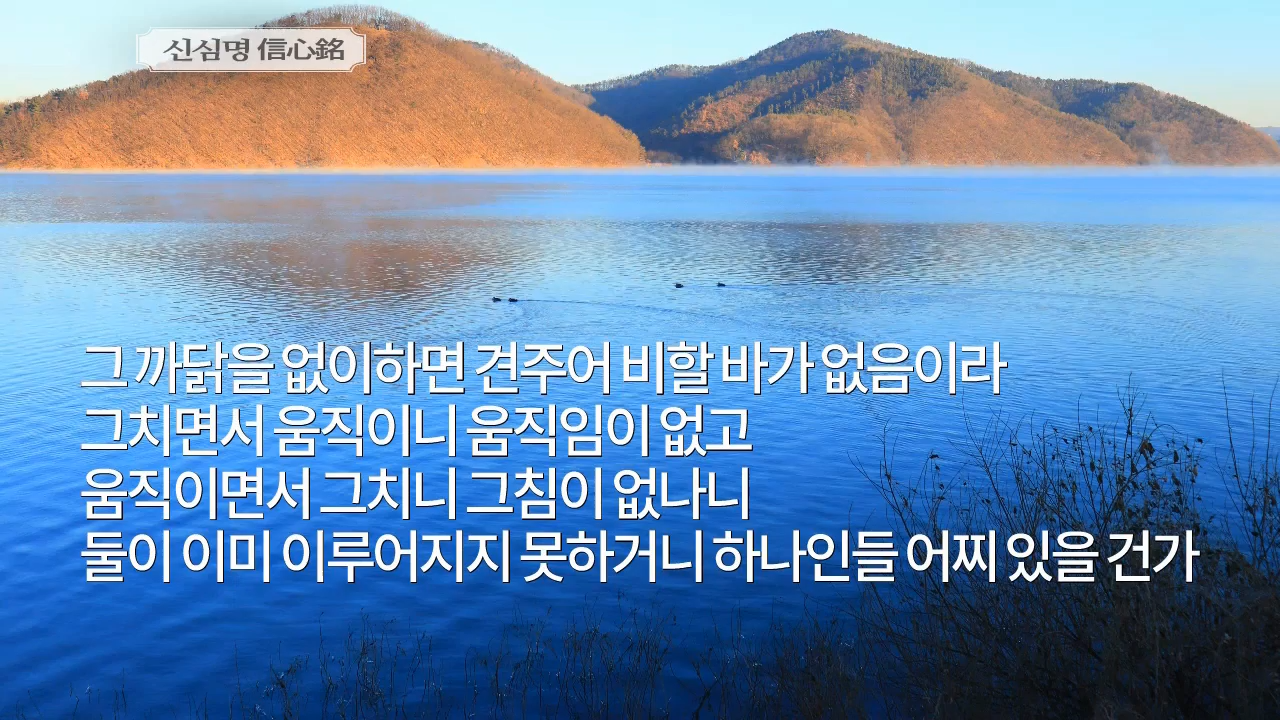 신심명 信心銘
그 까닭을 없이하면 견주어 비할 바가 없음이라
그치면서 움직이니 움직임이 없고
움직이면서 그치니 그침이 없나니
둘이 이미 이루어지지 못하거니 하나인들 어찌 있을 건가